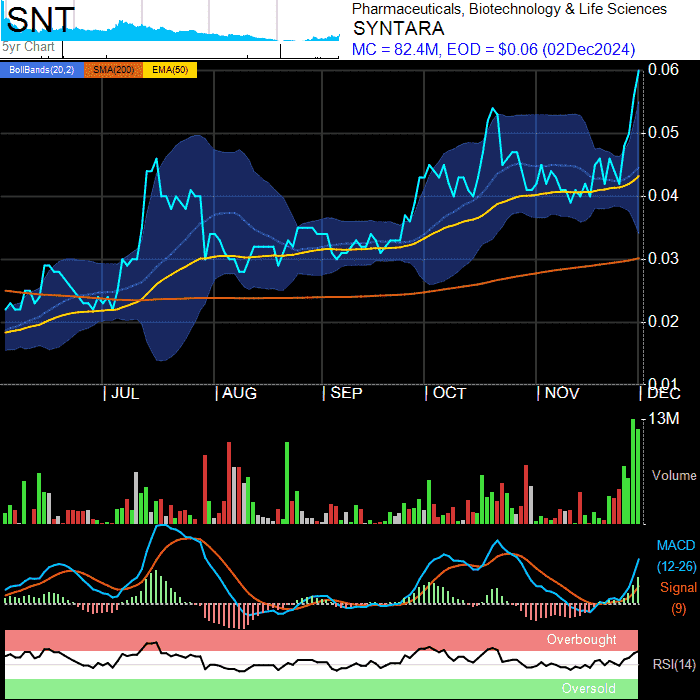 SNT
5yr Chart
Pharmaceuticals, Biotechnology & Life Sciences
SYNTARA
MC = 82.4M, EOD = $0.06 (02Dec2024)
BollBands(20,2) SMA(200) EMA(50)
0.06
0.05
0.04
0.03
0.02
0.01
JUL AUG SEP OCT NOV DEC
13M
Volume
MACD
(12-26)
Signal
(9)
Overbought
RSI(14)
Oversold